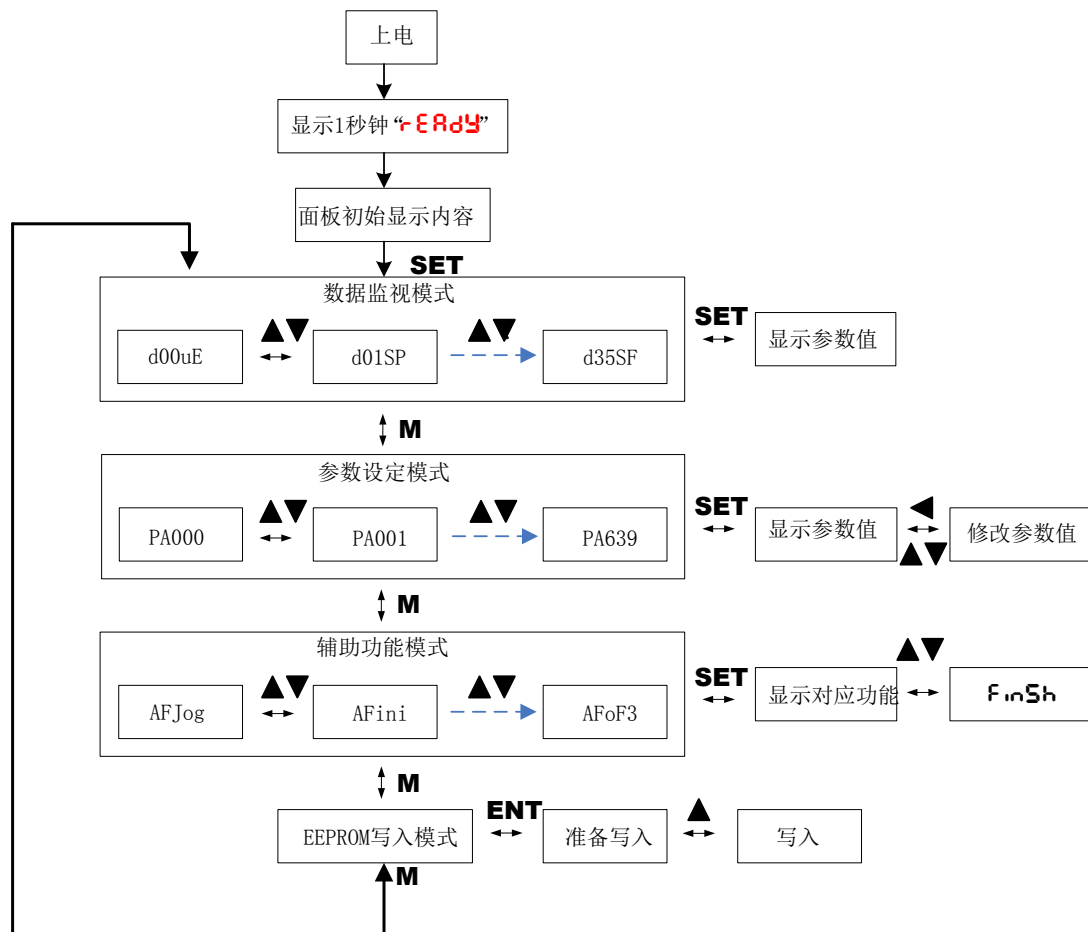 上电
显示1秒钟“rEAdy”
面板初始显示内容
SET
数据监视模式
▲▼ ▲▼ SET
d00uE d01SP d35SF 显示参数值
M
参数设定模式
▲▼ ▲▼ SET ◀
PA000 PA001 PA639 显示参数值 修改参数值
▲▼
M
辅助功能模式
▲▼
▲▼ ▲▼ SET
AFJog AFini AFoF3 显示对应功能 FinSh
M
ENT ▲
EEPROM写入模式 准备写入 写入
M